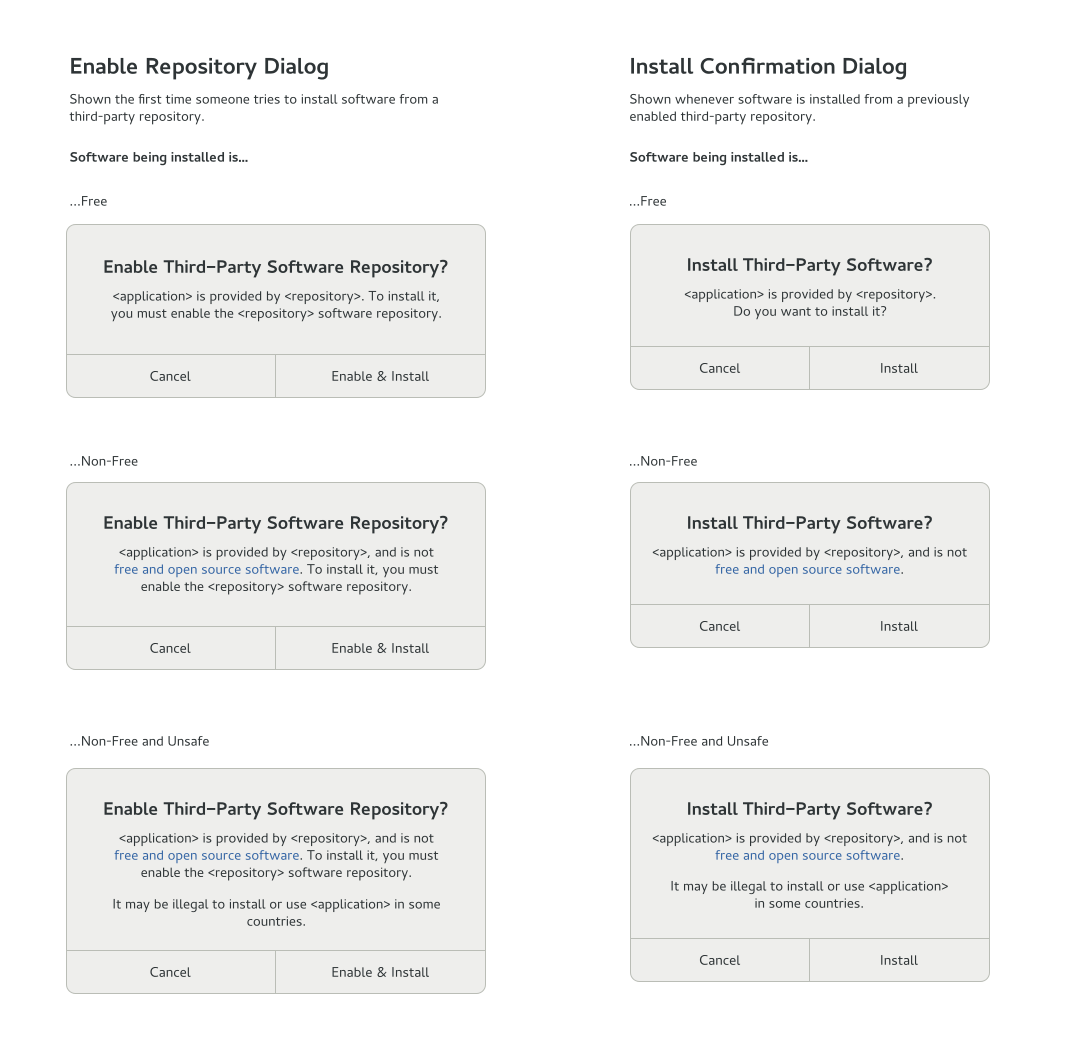 Enable Repository Dialog
Shown the first time someone tries to install software from a
third-party repository.
Software being installed is...
...Free
Enable Third–Party Software Repository?
<application> is provided by <repository>. To install it,
you must enable the <repository> software repository.
Cancel
Enable & Install
...Non-Free
Enable Third–Party Software Repository?
<application> is provided by <repository>, and is not
free and open source software. To install it, you must
enable the <repository> software repository.
Cancel
Enable & Install
...Non-Free and Unsafe
Enable Third–Party Software Repository?
<application> is provided by <repository>, and is not
free and open source software. To install it, you must
enable the <repository> software repository.
It may be illegal to install or use <application> in some
countries.
Cancel
Enable & Install
Install Confirmation Dialog
Shown whenever software is installed from a previously
enabled third-party repository.
Software being installed is...
...Free
Install Third–Party Software?
<application> is provided by <repository>.
Do you want to install it?
Cancel
Install
...Non-Free
Install Third–Party Software?
<application> is provided by <repository>, and is not
free and open source software.
Cancel
Install
...Non-Free and Unsafe
Install Third–Party Software?
<application> is provided by <repository>, and is not
free and open source software.
It may be illegal to install or use <application>
in some countries.
Cancel
Install